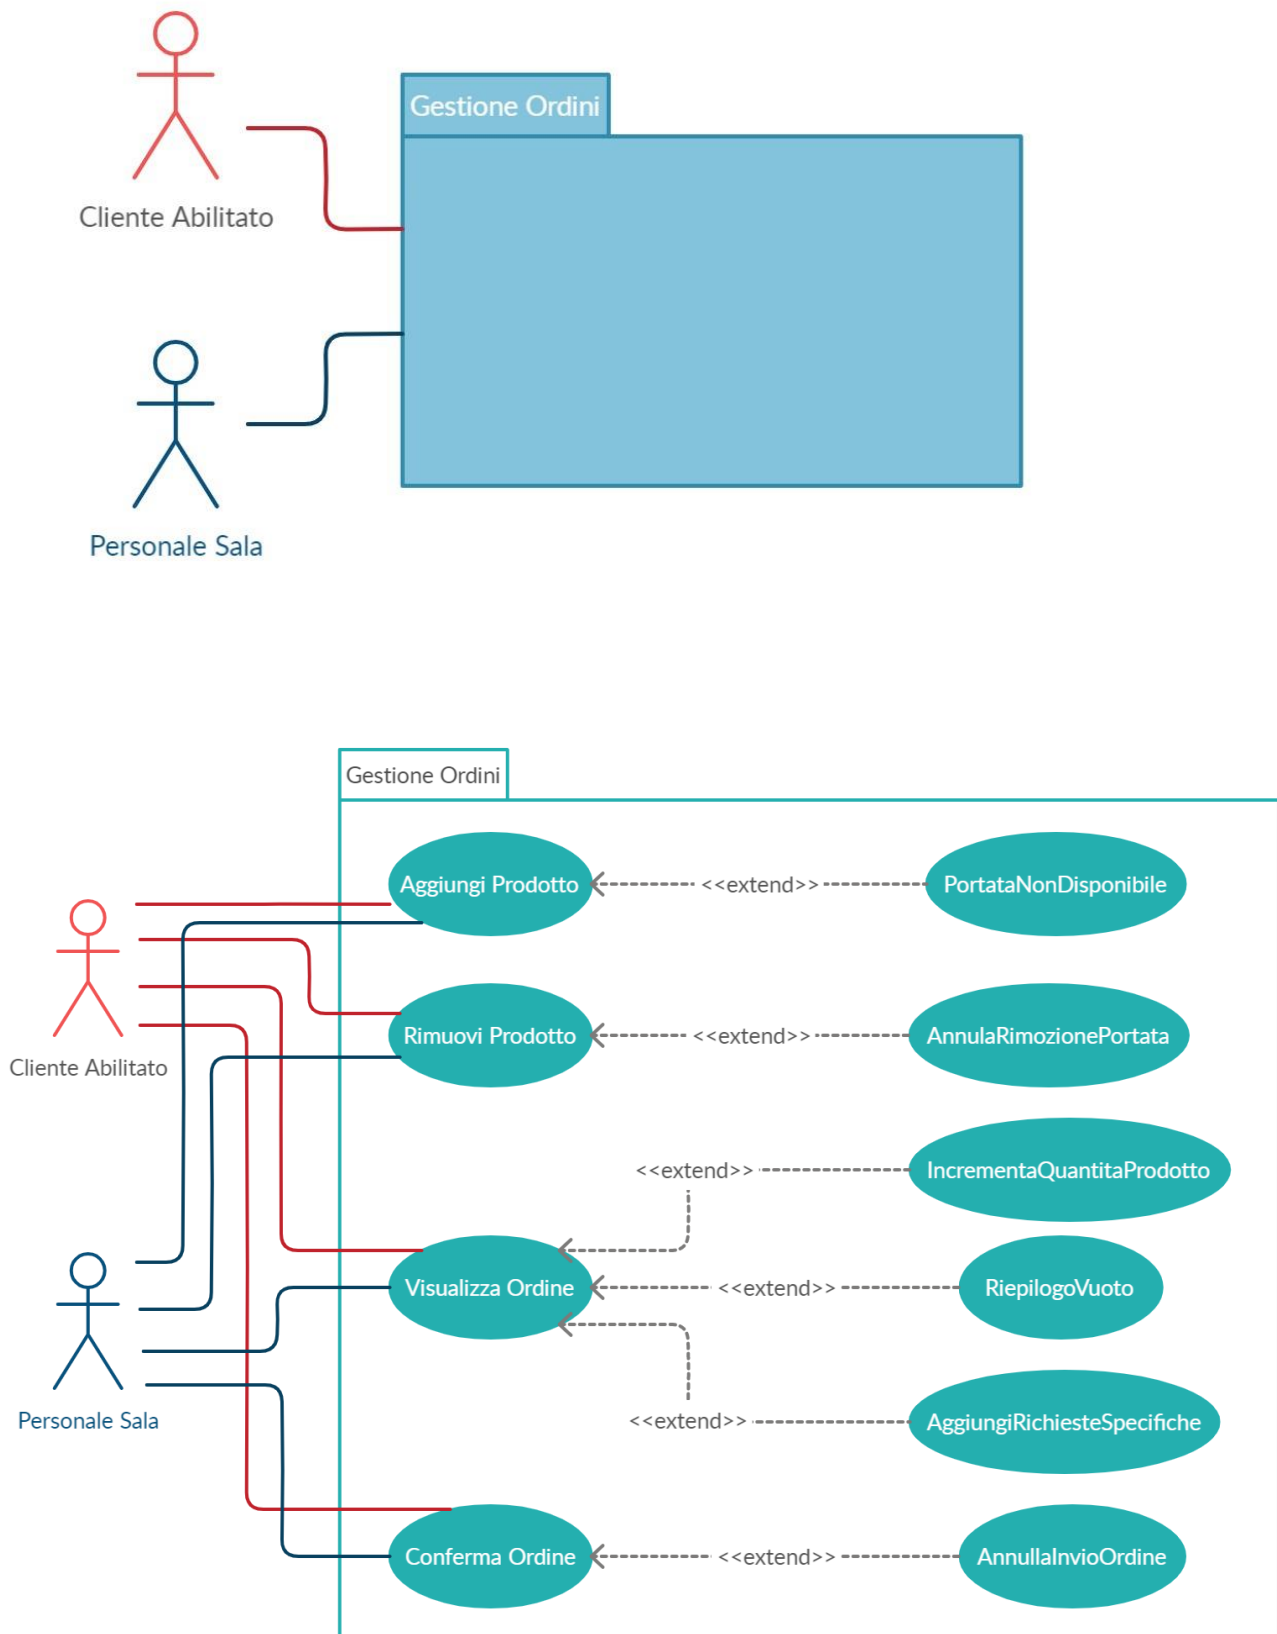 Gestione Ordini
Cliente Abilitato
Personale Sala
Gestione Ordini
Aggiungi Prodotto
<<extend>>
PortataNonDisponibile
Cliente Abilitato
Rimuovi Prodotto
<<extend>>
AnnulaRimozionePortata
<<extend>>
IncrementaQuantitaProdotto
Visualizza Ordine
<<extend>>
RiepilogoVuoto
Personale Sala
<<extend>>
AggiungiRichiesteSpecifiche
Conferma Ordine
<<extend>>
AnnullaInvioOrdine